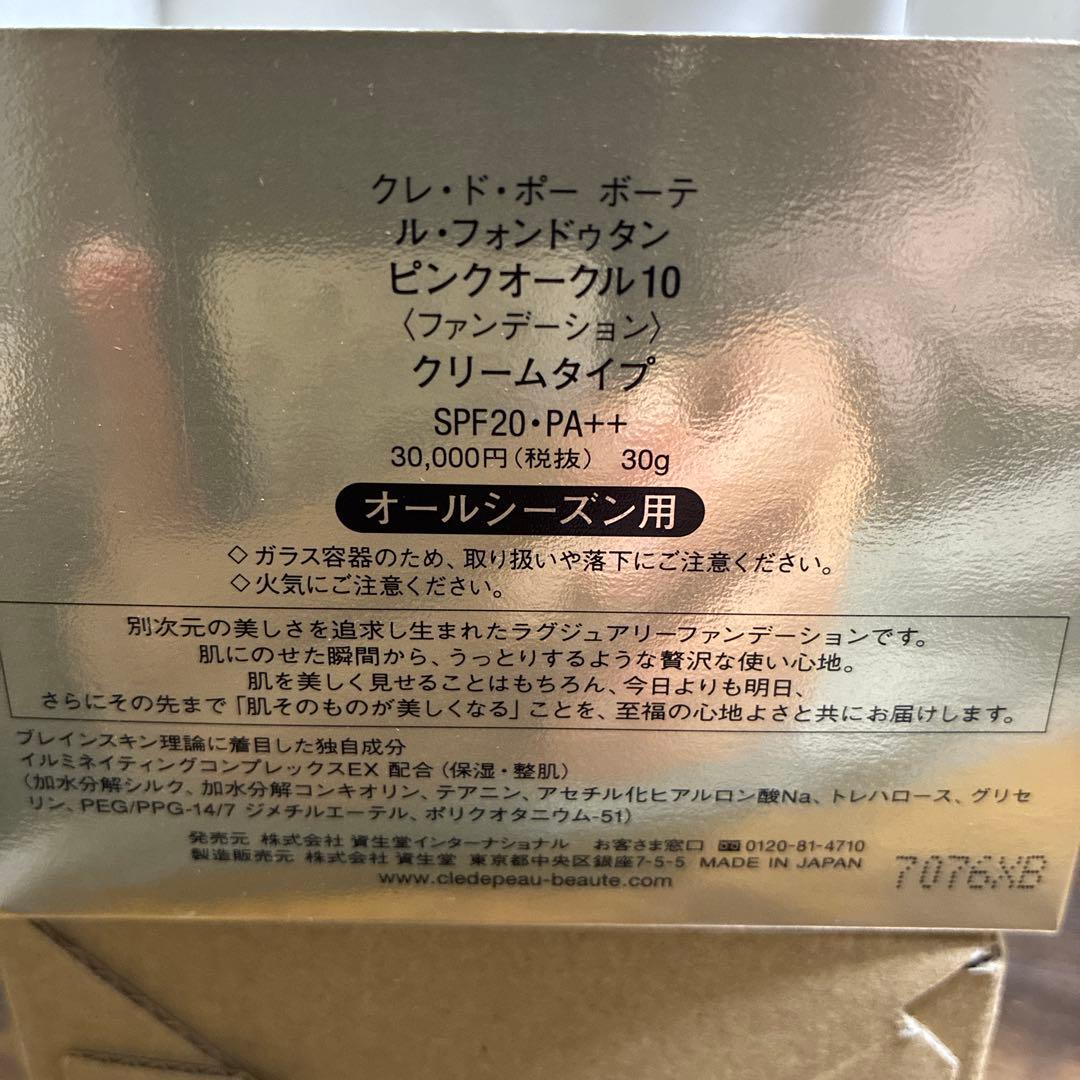 クレ・ド・ポー ボーテ
ル・フォンドゥタン
ピンクオークル10
〈ファンデーション〉
クリームタイプ
SPF20・PA++
30,000円（税抜） 30g
オールシーズン用
◇ガラス容器のため、取り扱いや落下にご注意ください。
◇火気にご注意ください。
別次元の美しさを追求し生まれたラグジュアリーファンデーションです。
肌にのせた瞬間から、うっとりするような贅沢な使い心地。
肌を美しく見せることはもちろん、今日よりも明日、
さらにその先まで「肌そのものが美しくなる」ことを、至福の心地よさと共にお届けします。
ブレインスキン理論に着目した独自成分
イルミネイティングコンプレックスEX 配合（保湿・整肌）
（加水分解シルク、加水分解コンキオリン、テアニン、アセチル化ヒアルロン酸Na、トレハロース、グリセ
リン、PEG/PPG-14/7 ジメチルエーテル、ポリクオタニウム-51）
発売元 株式会社 資生堂インターナショナル お客さま窓口 0120-81-4710
製造販売元 株式会社 資生堂 東京都中央区銀座7-5-5 MADE IN JAPAN
www.cledepeau-beaute.com
7076XB